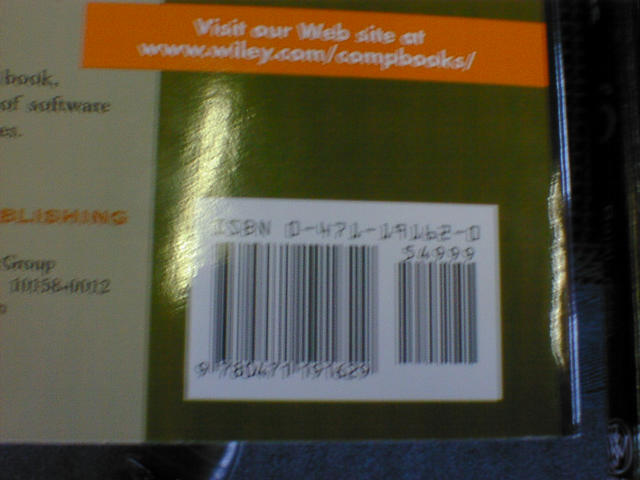 Visit our Web site at
www.wiley.com/compbooks/
book,
of software
es.
BLISHING
Group
10158-0012
ISBN 0-471-19162-0
54999
9 780471 191629